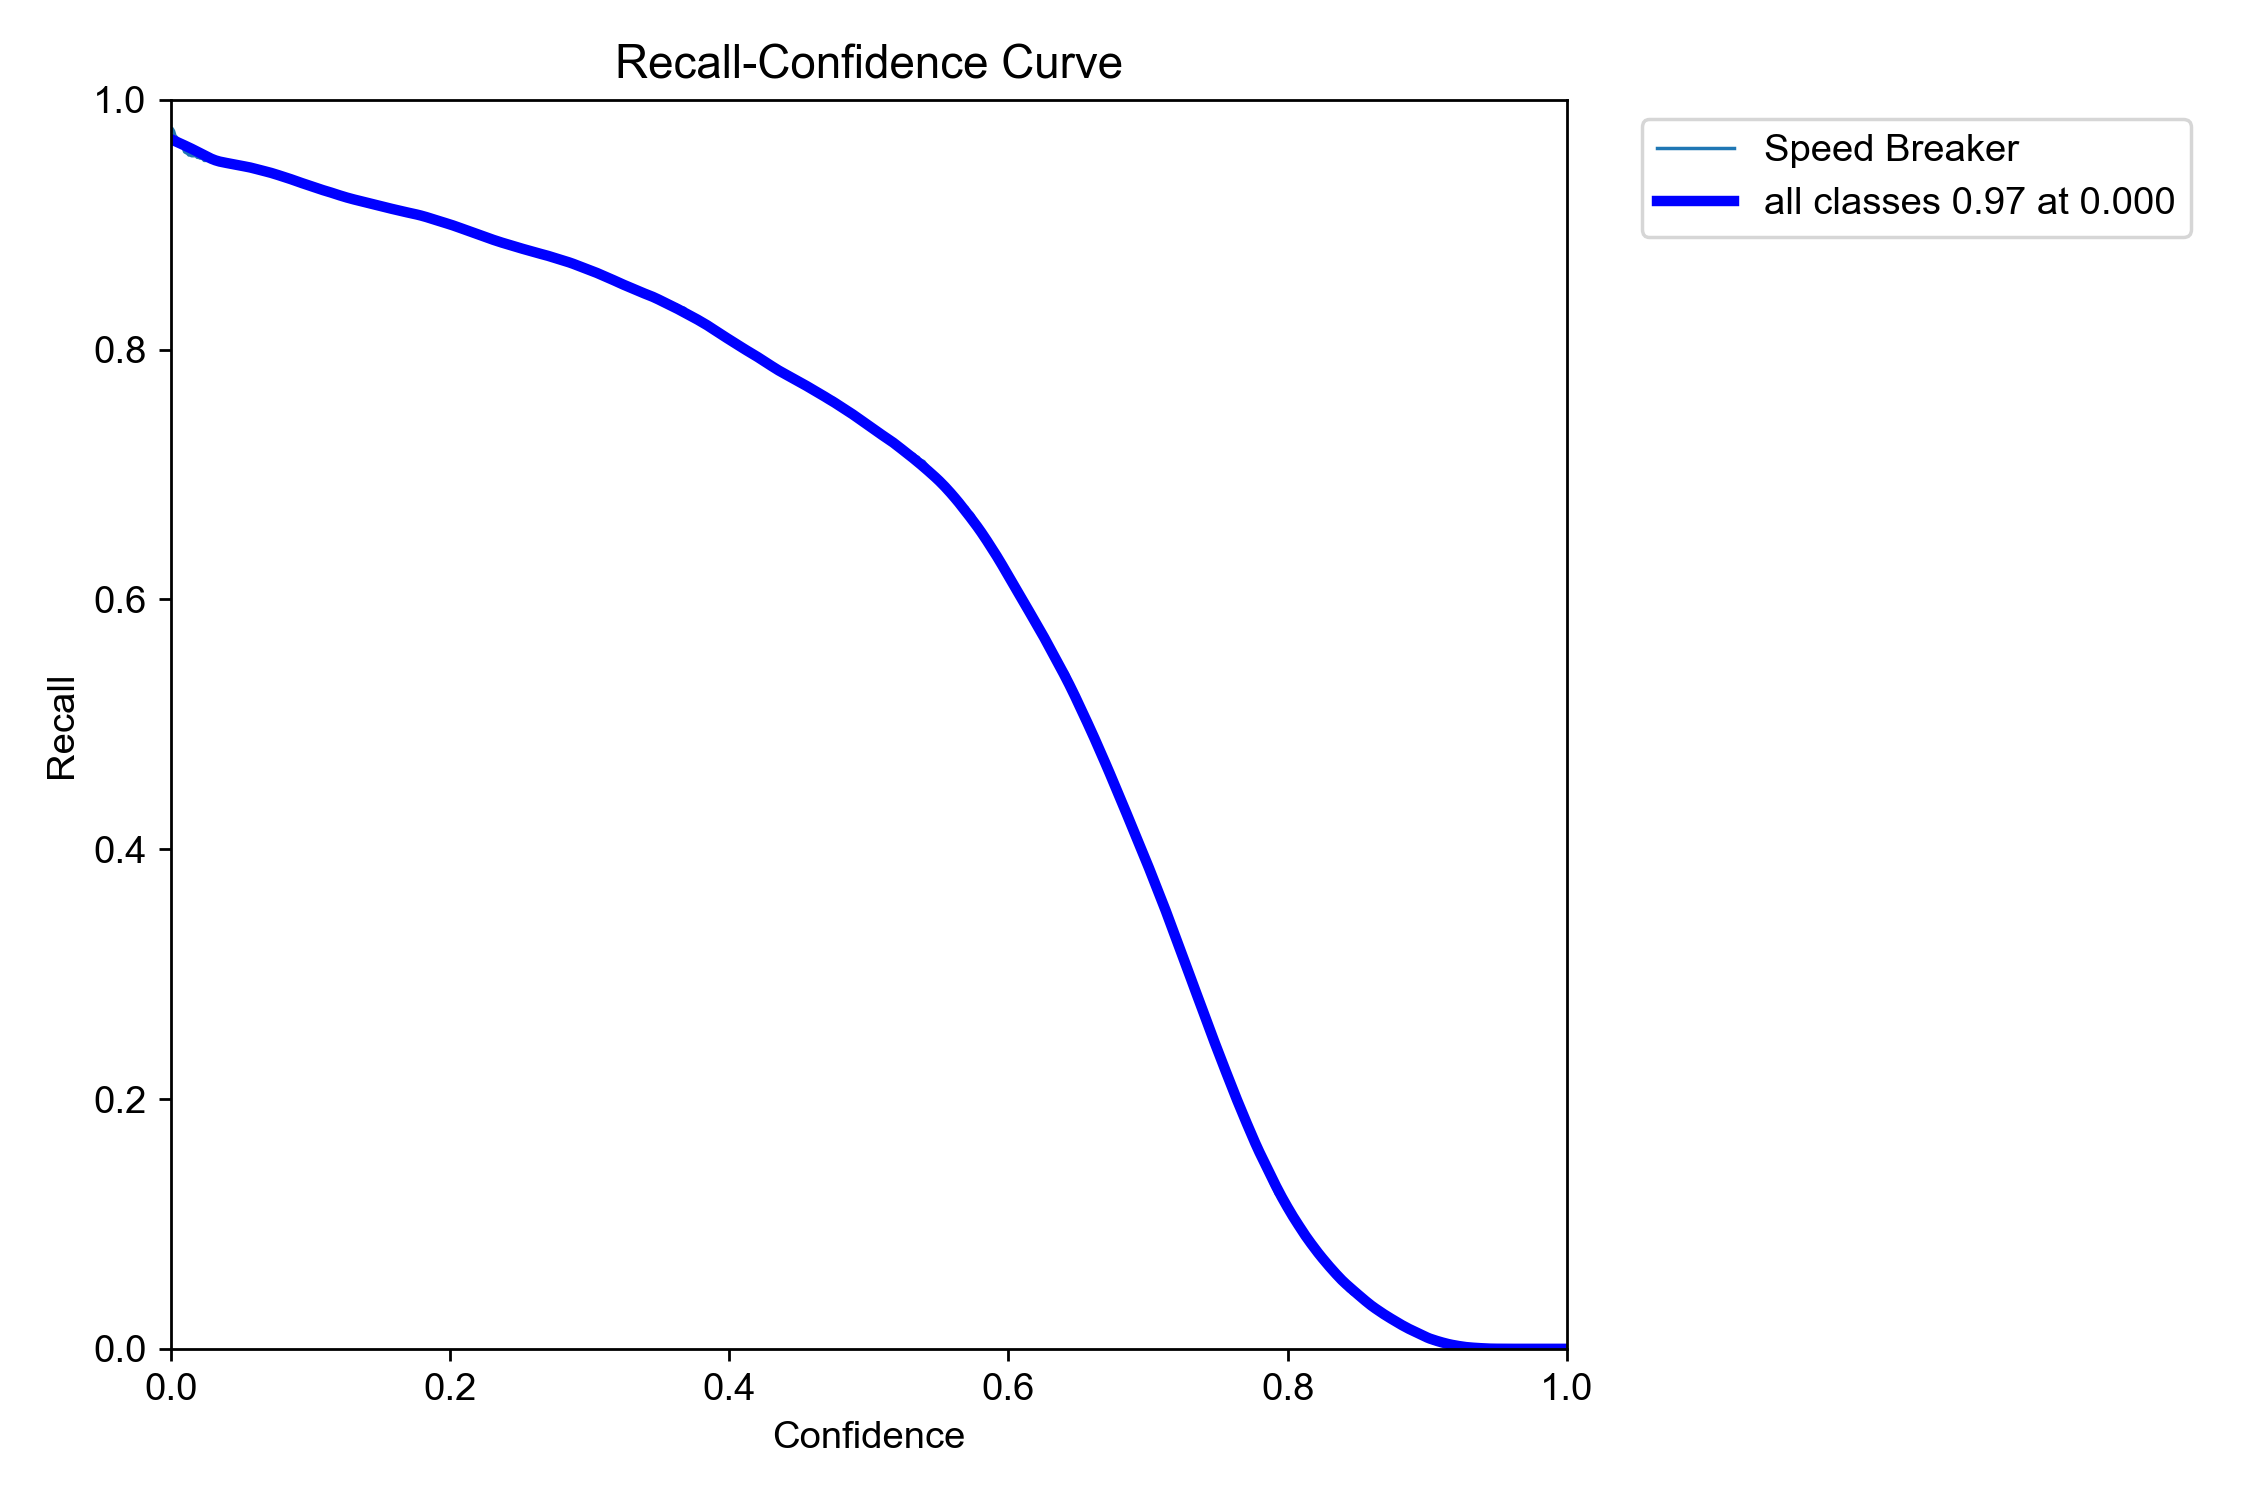 Recall-Confidence Curve
1.0
0.8
0.6
0.4
0.2
0.0
Recall
0.0 0.2 0.4 0.6 0.8 1.0
Confidence
Speed Breaker
all classes 0.97 at 0.000